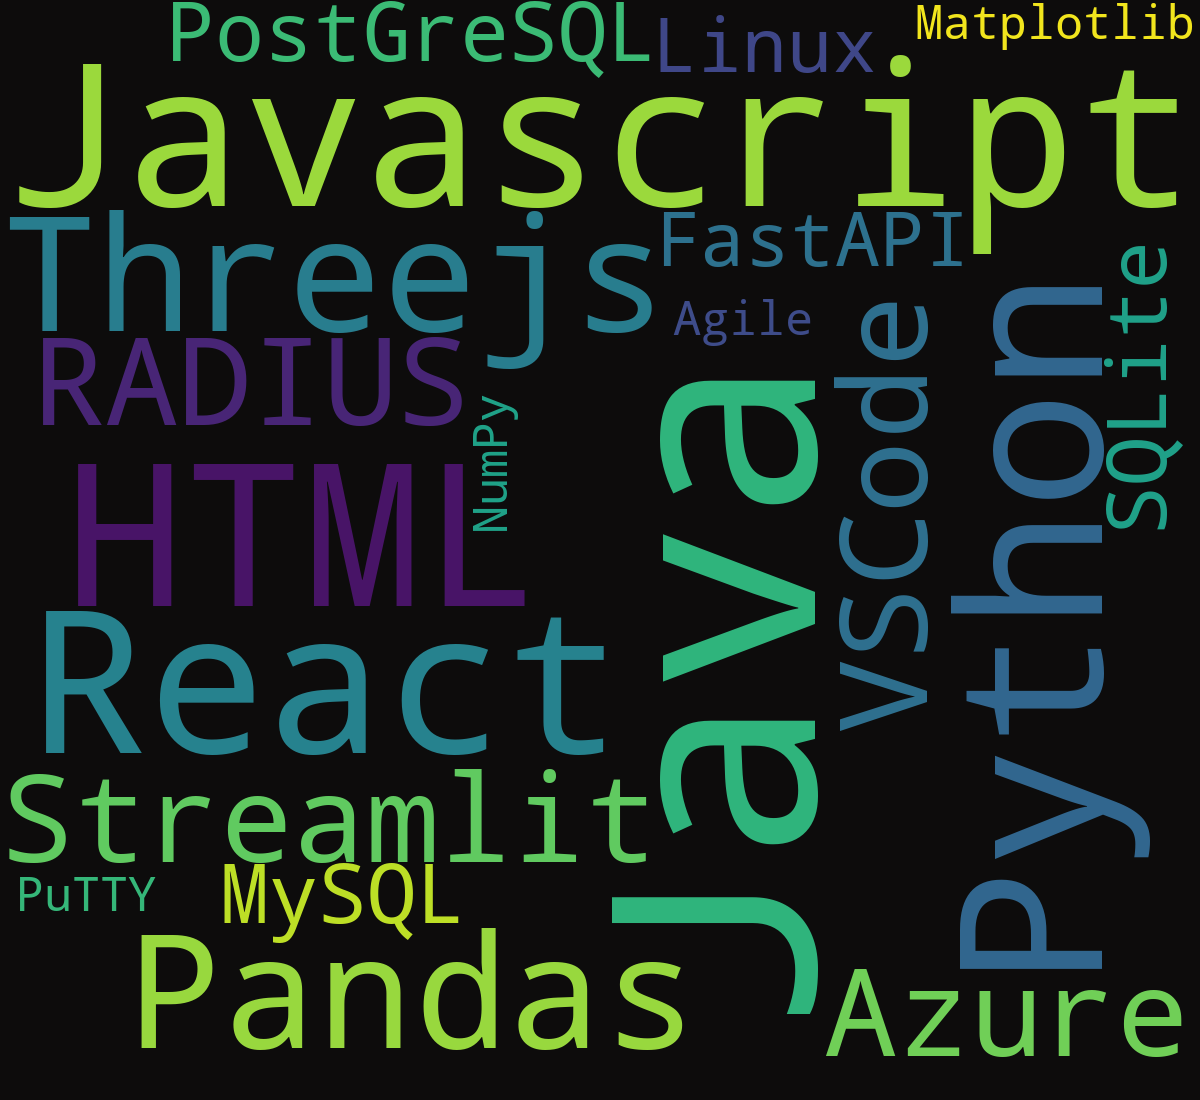 PostGreSQL
Linux
Matplotlib
Javascript
Threejs
FastAPI
SQLite
Agile
RADIUS
NumPy
Java
VSCode
Python
HTML
React
Streamlit
PuTTY
MySQL
Pandas
Azure